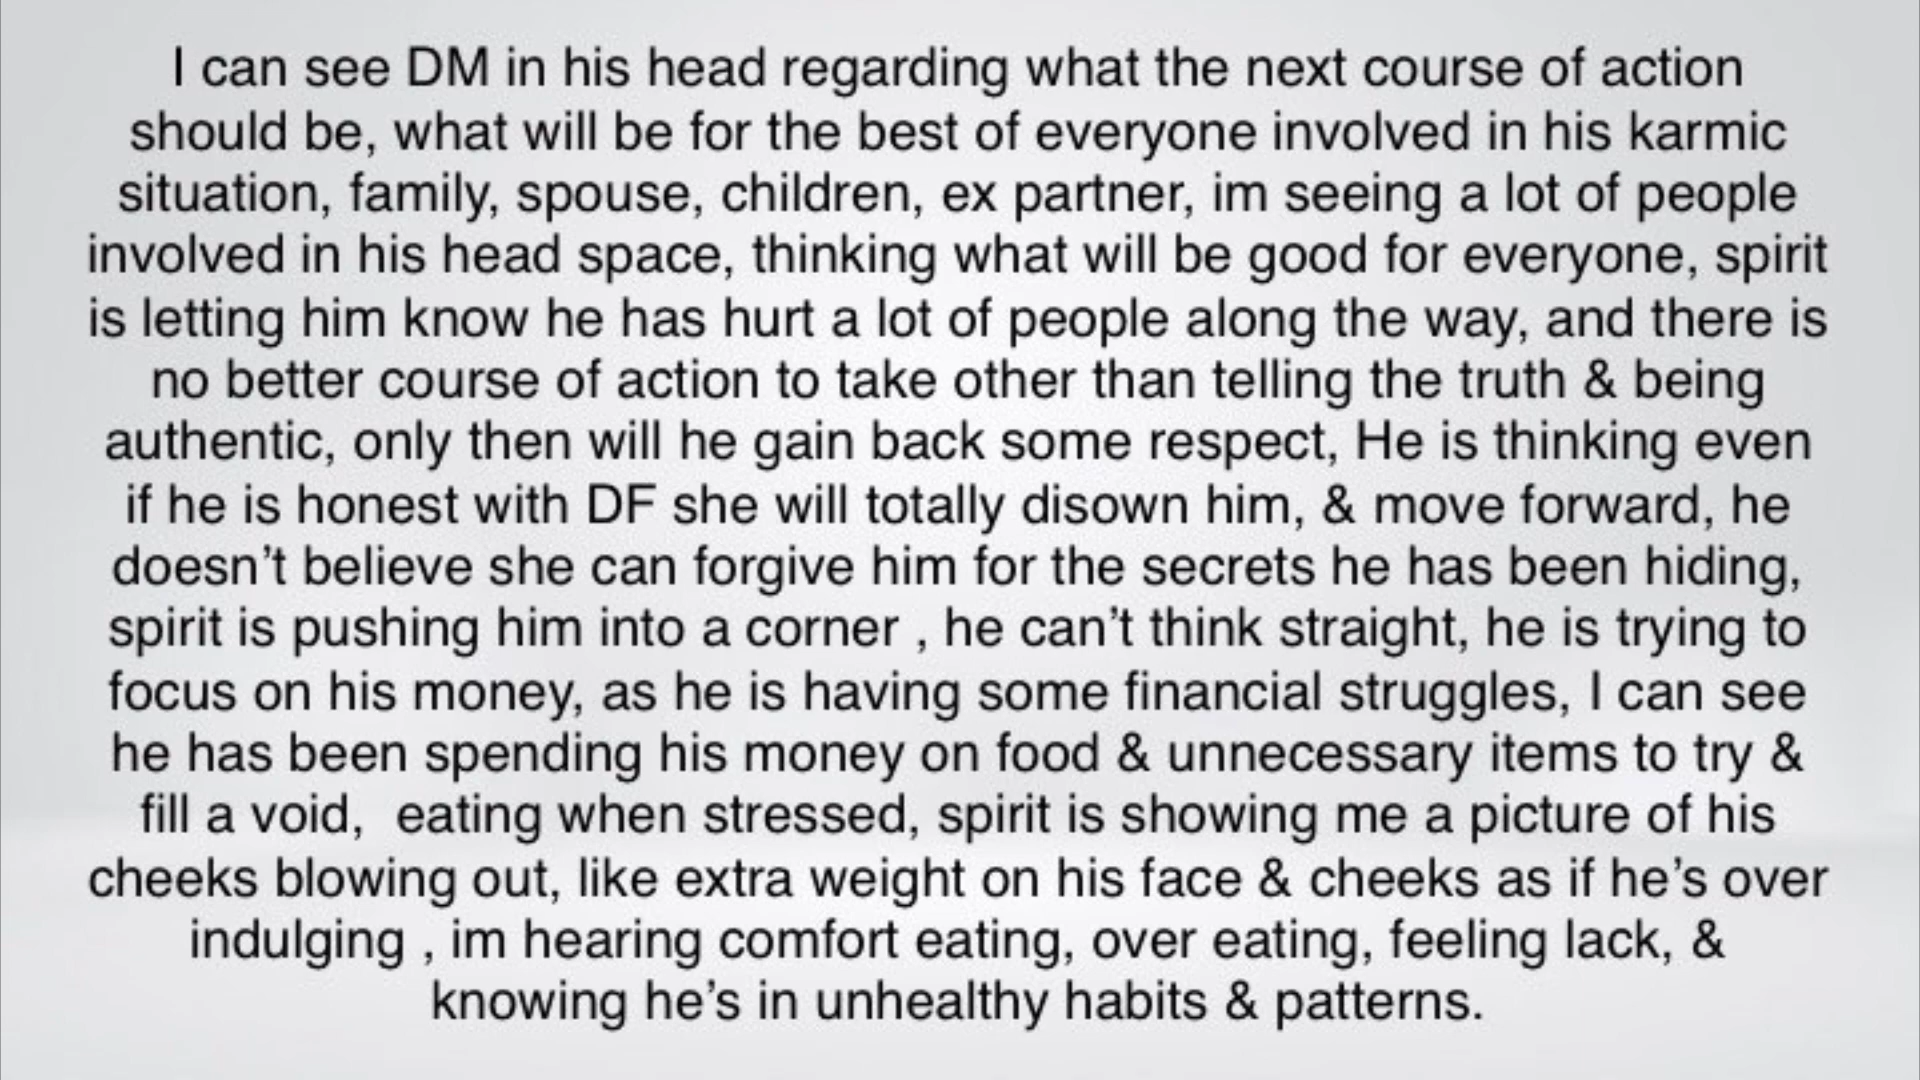 I can see DM in his head regarding what the next course of action
should be, what will be for the best of everyone involved in his karmic
situation, family, spouse, children, ex partner, im seeing a lot of people
involved in his head space, thinking what will be good for everyone, spirit
is letting him know he has hurt a lot of people along the way, and there is
no better course of action to take other than telling the truth & being
authentic, only then will he gain back some respect, He is thinking even
if he is honest with DF she will totally disown him, & move forward, he
doesn’t believe she can forgive him for the secrets he has been hiding,
spirit is pushing him into a corner , he can’t think straight, he is trying to
focus on his money, as he is having some financial struggles, I can see
he has been spending his money on food & unnecessary items to try &
fill a void,  eating when stressed, spirit is showing me a picture of his
cheeks blowing out, like extra weight on his face & cheeks as if he’s over
indulging , im hearing comfort eating, over eating, feeling lack, &
knowing he’s in unhealthy habits & patterns.